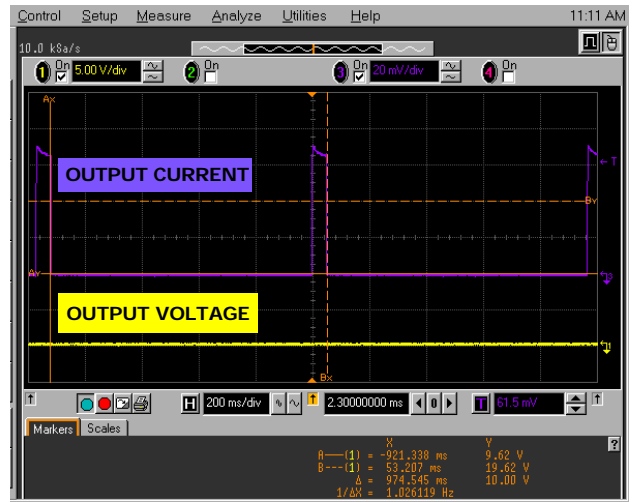 Control Setup Measure Analyze Utilities Help 11:11 AM
10.0 kSa/s
1 On 5.00 V/div 2 On 3 On 20 mV/div 4 On
Ax
T
OUTPUT CURRENT
By
Ay
3
OUTPUT VOLTAGE
1
Bx
H 200 ms/div 2.30000000 ms 0 T 61.5 mV
Markers Scales
?
X Y
A——(1) = -921.338 ms 9.62 V
B---(1) = 53.207 ms 19.62 V
Δ = 974.545 ms 10.00 V
1/ΔX = 1.026119 Hz